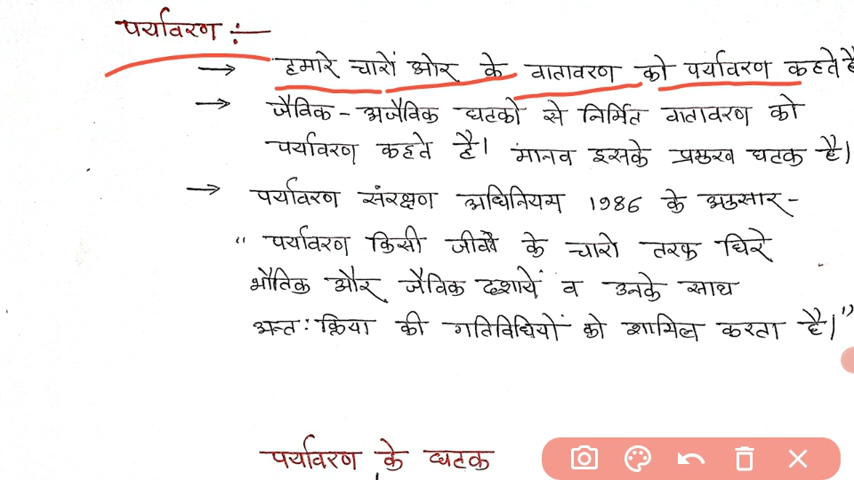 पर्यावरण :-
→ हमारे चारों ओर के वातावरण को पर्यावरण कहते है
→ जैविक - अजैविक घटको से निर्मित वातावरण को
पर्यावरण कहते है। मानव इसके प्रमुख घटक है।
→ पर्यावरण संरक्षण अधिनियम 1986 के अनुसार -
“ पर्यावरण किसी जीवों के चारो तरफ घिरे
भौतिक और जैविक दशायें व उनके साथ
अन्त: क्रिया की गतिविधियों को शामिल करता है।”
पर्यावरण के घटक